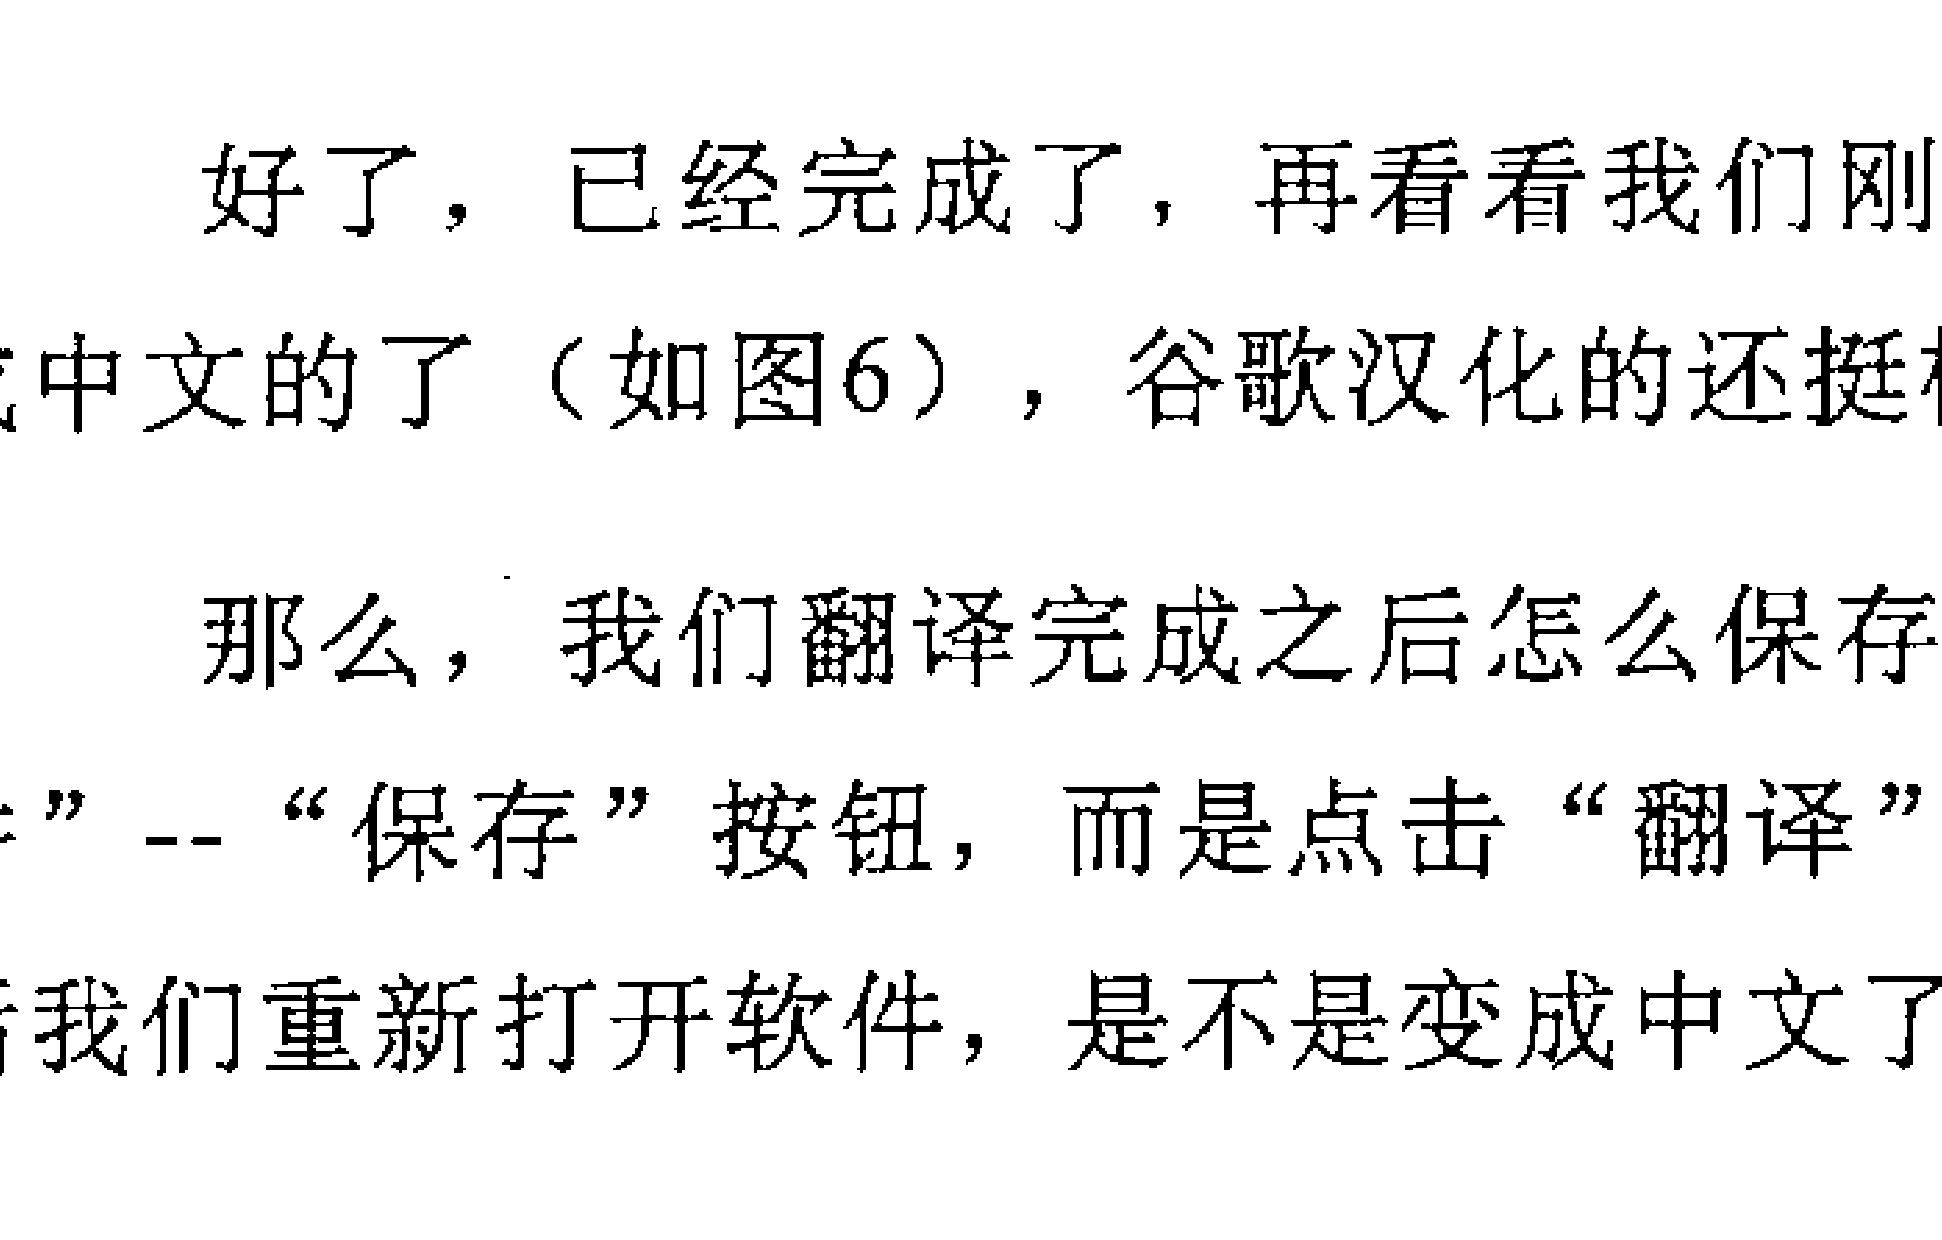 好了，已经完成了，再看看我们刚
中文的了（如图6），谷歌汉化的还挺
那么，我们翻译完成之后怎么保存
”--“保存”按钮，而是点击“翻译”
我们重新打开软件，是不是变成中文了